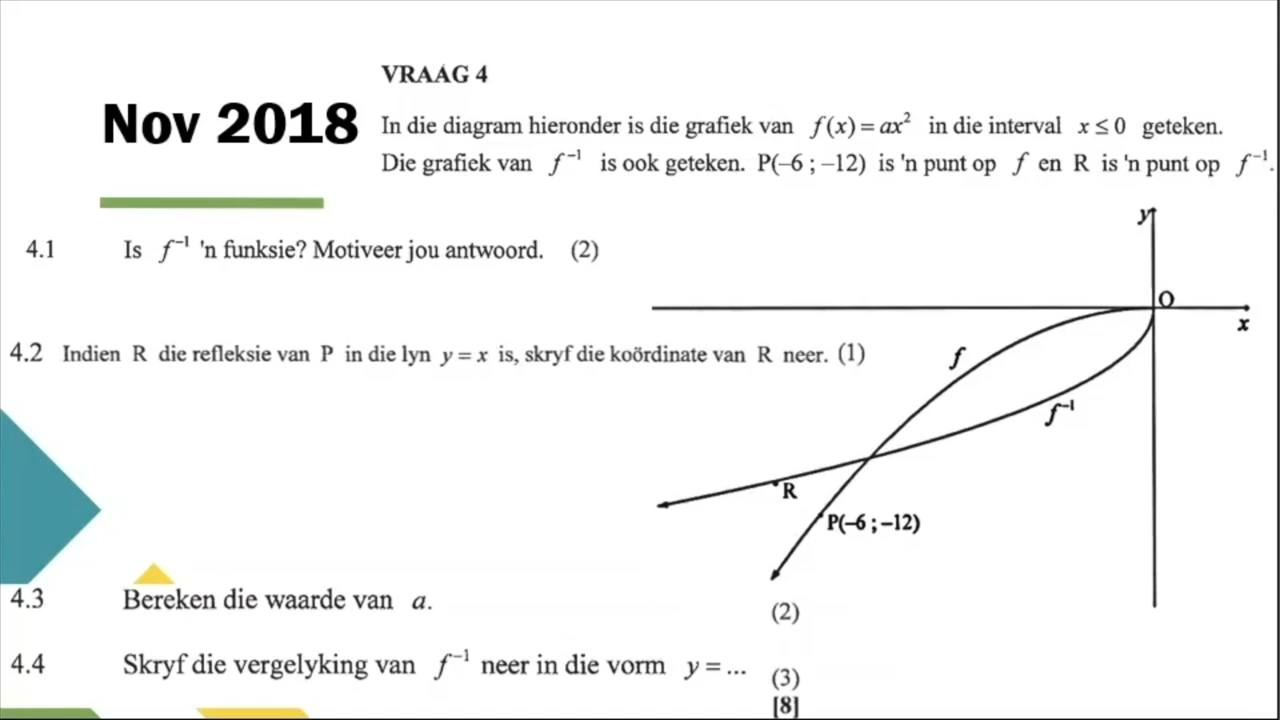 VRAAG 4
Nov 2018
In die diagram hieronder is die grafiek van f(x) = ax² in die interval x ≤ 0 geteken.
Die grafiek van f⁻¹ is ook geteken. P(–6 ; –12) is 'n punt op f en R is 'n punt op f⁻¹.
4.1 Is f⁻¹ 'n funksie? Motiveer jou antwoord. (2)
4.2 Indien R die refleksie van P in die lyn y = x is, skryf die koördinate van R neer. (1)
y
O
x
f
f⁻¹
R
P(–6 ; –12)
4.3 Bereken die waarde van a. (2)
4.4 Skryf die vergelyking van f⁻¹ neer in die vorm y = ... (3)
[8]